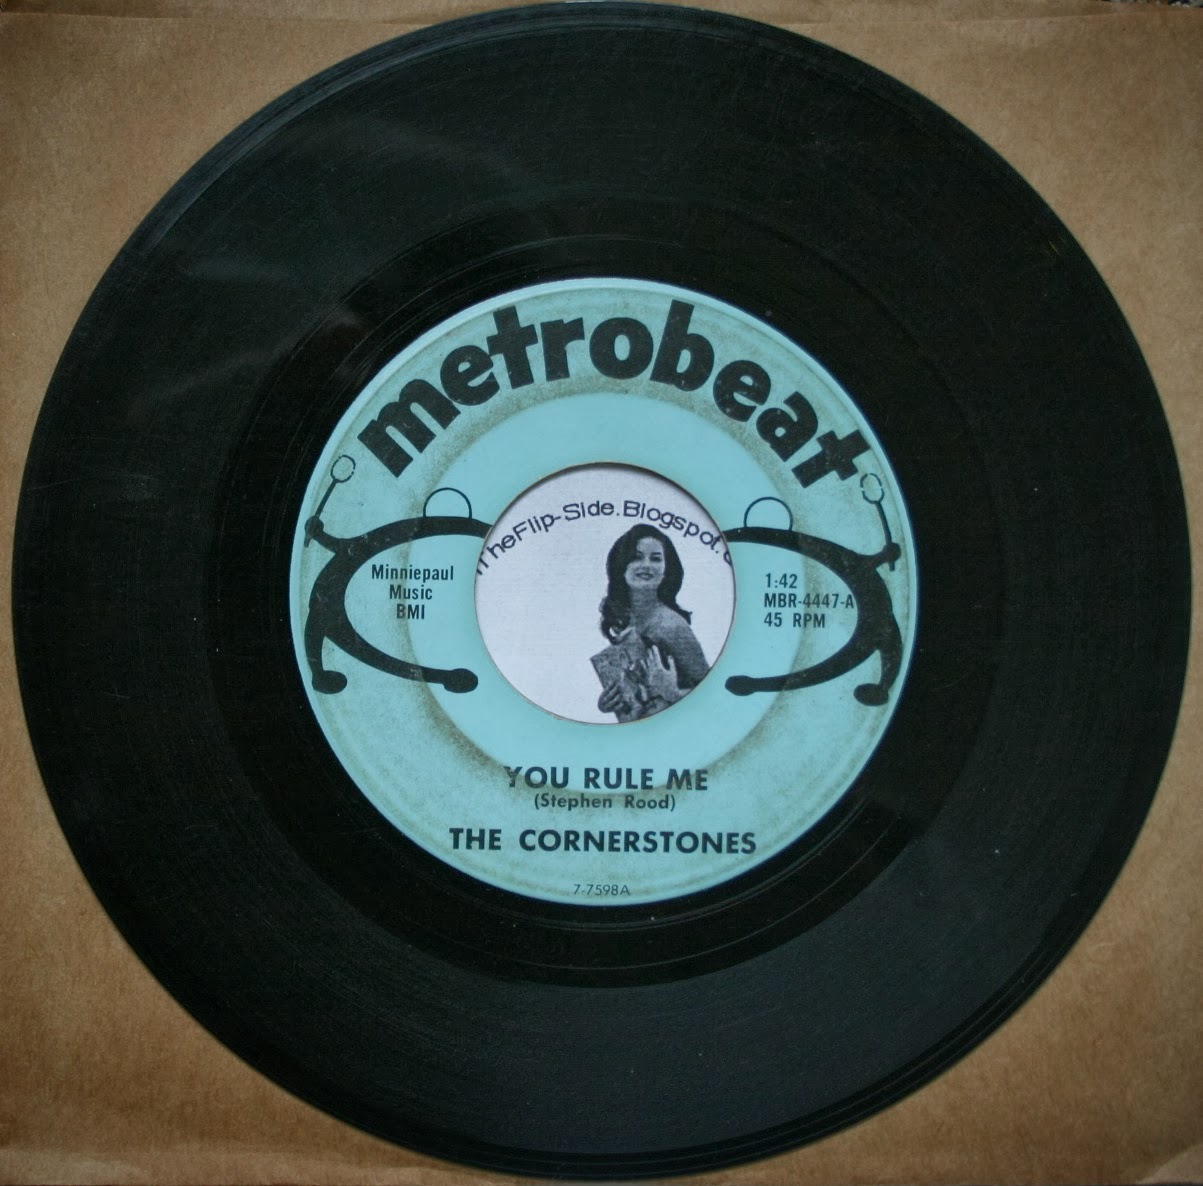 metrobeat
TheFlip-Side.Blogspot.
Minniepaul
Music
BMI
1:42
MBR-4447-A
45 RPM
YOU RULE ME
(Stephen Rood)
THE CORNERSTONES
7-7598A